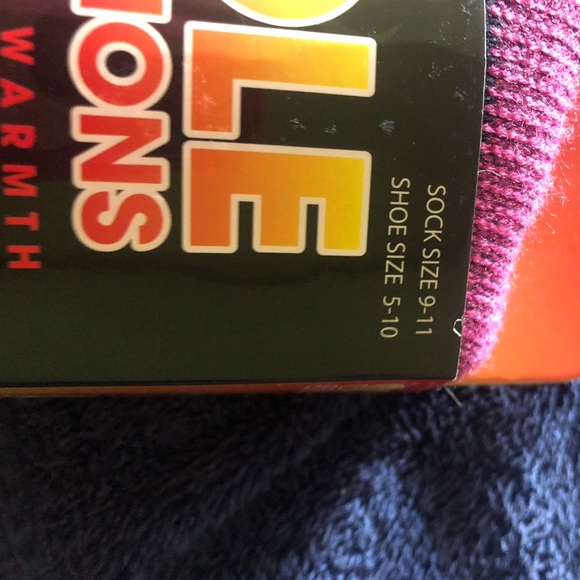 SOCK SIZE 9-11
SHOE SIZE 5-10
OLE
IONS
WARMTH